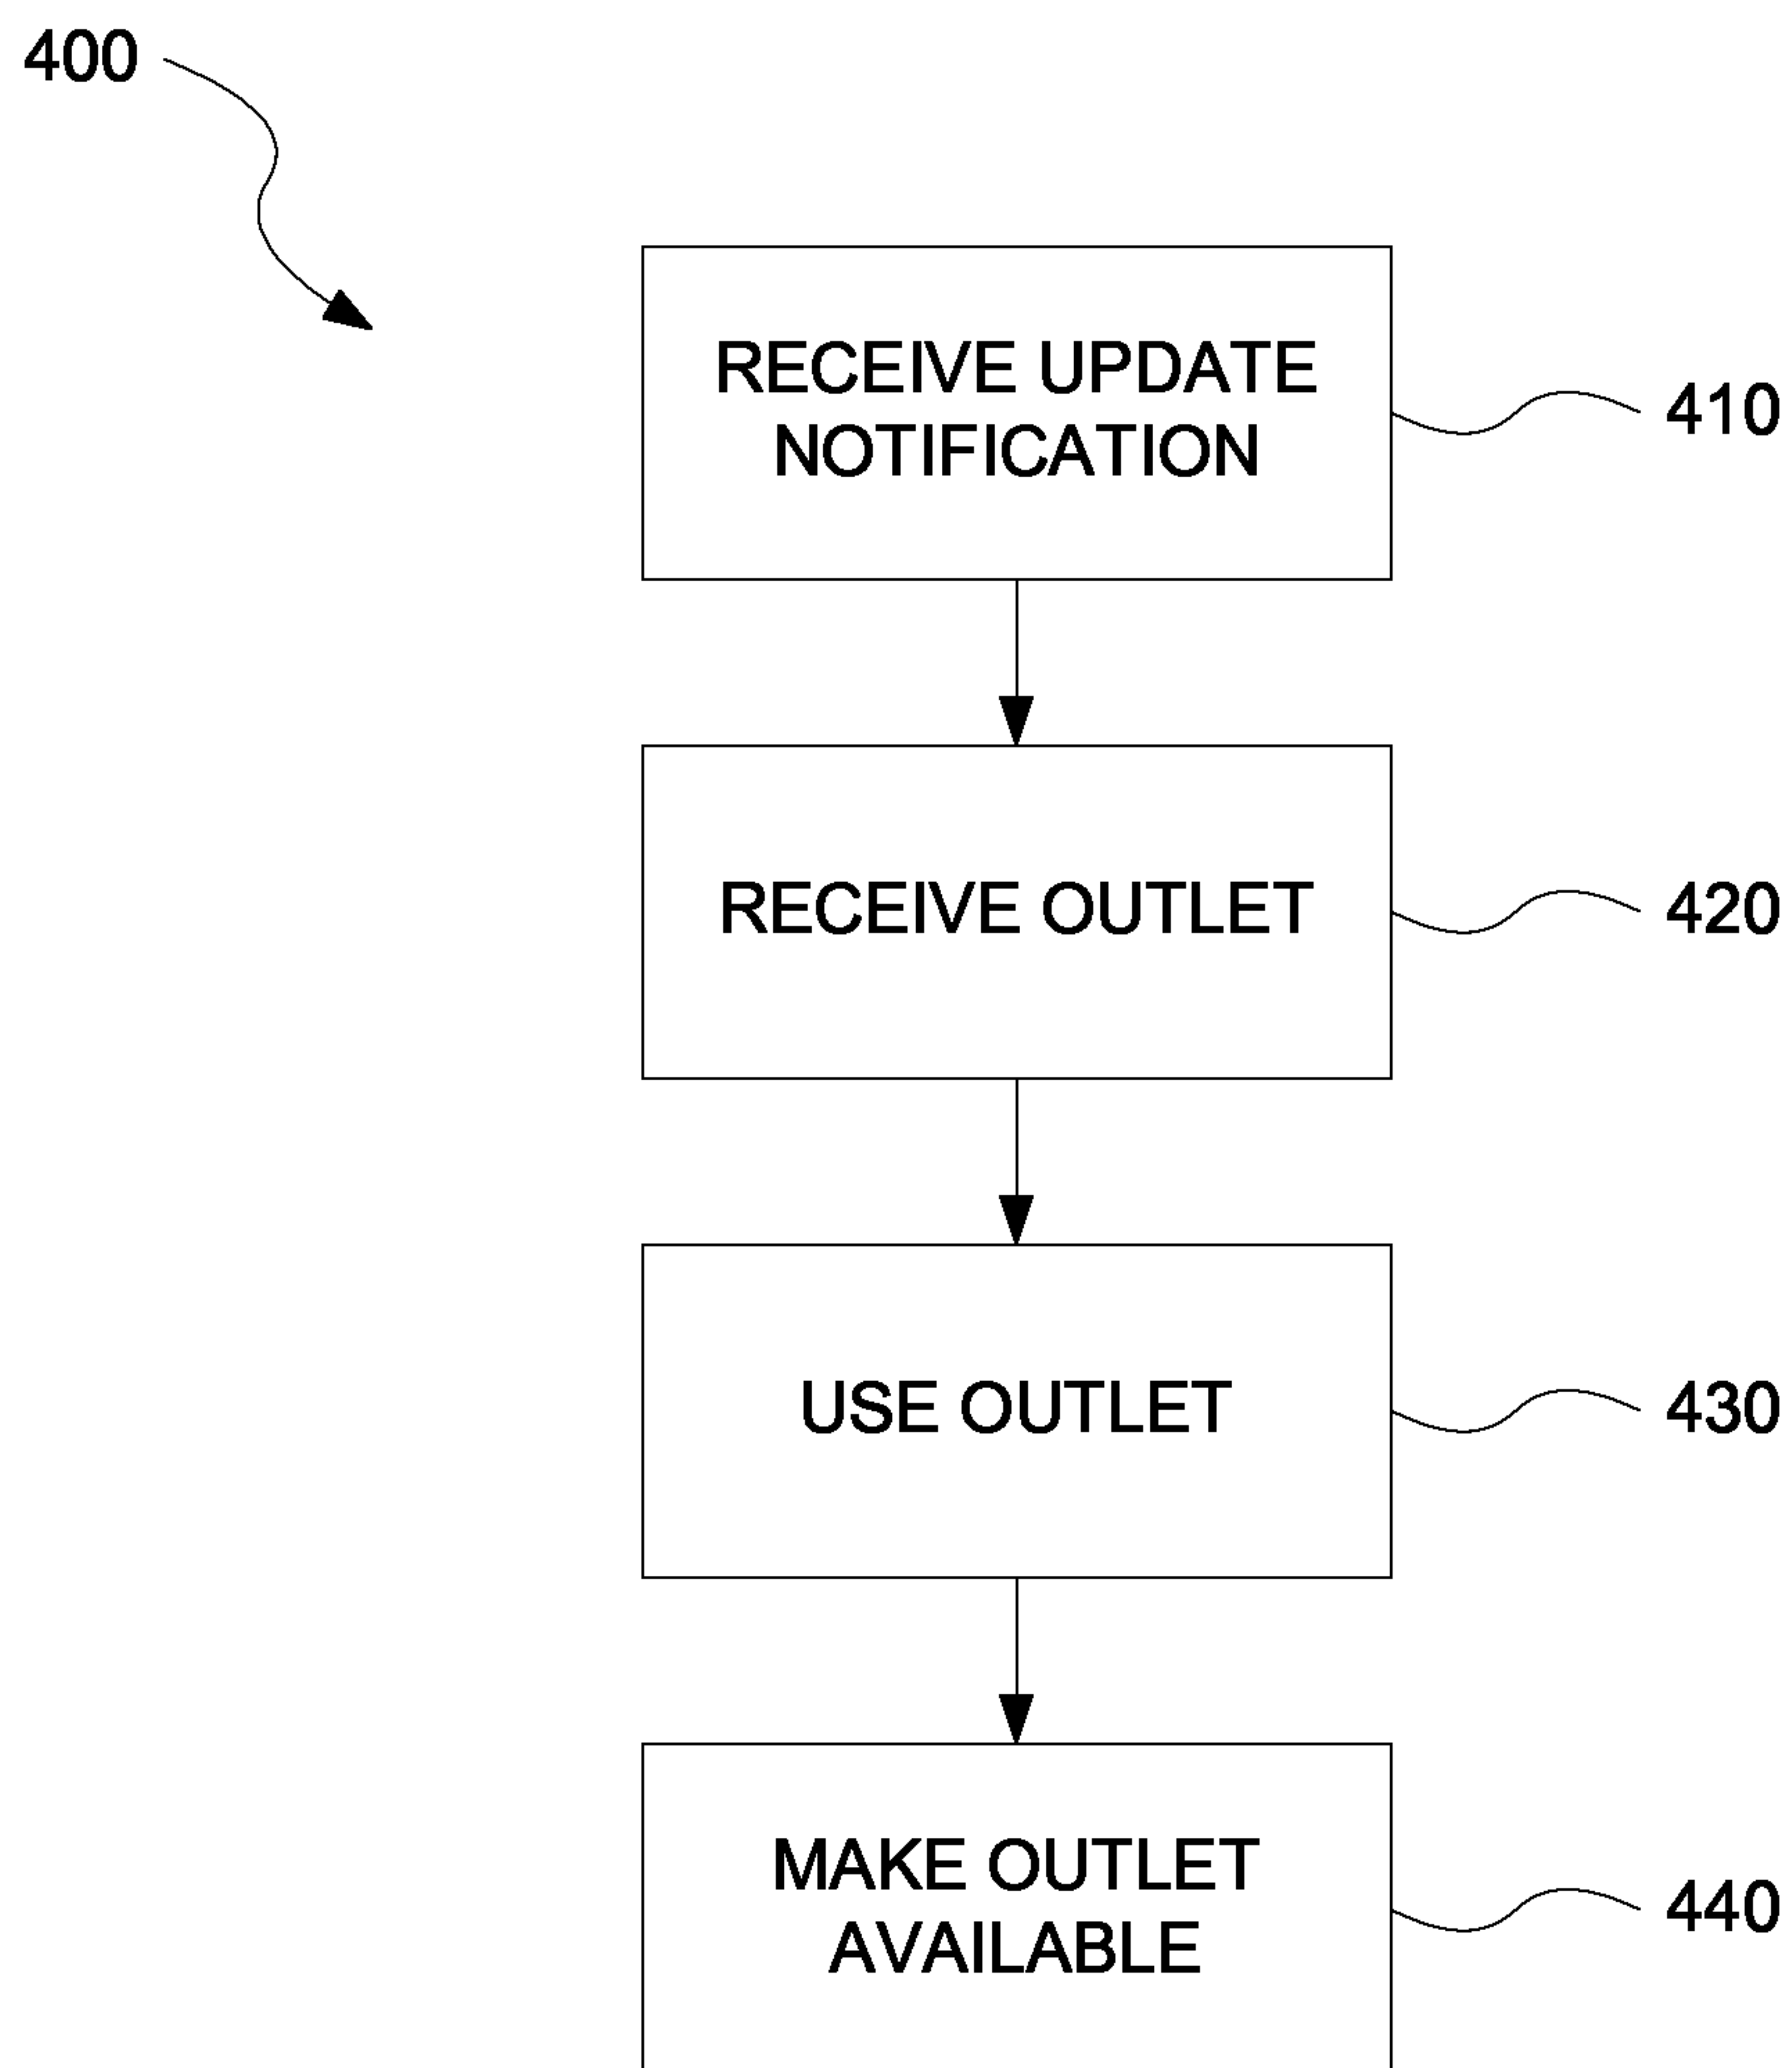 400
RECEIVE UPDATE
NOTIFICATION
410
RECEIVE OUTLET
420
USE OUTLET
430
MAKE OUTLET
AVAILABLE
440